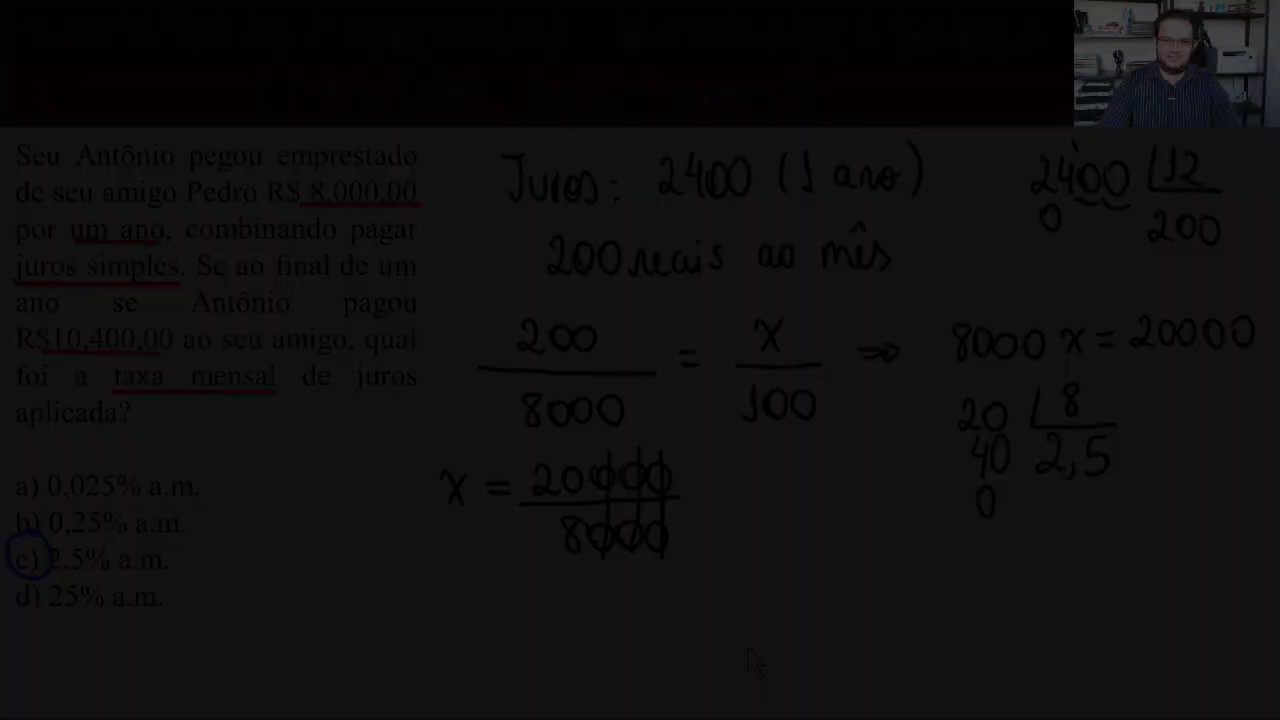 Seu Antônio pegou emprestado
de seu amigo Pedro R$ 8.000,00
por um ano, combinando pagar
juros simples. Se ao final de um
ano se Antônio pagou
R$10,400,00 ao seu amigo, qual
foi a taxa mensal de juros
aplicada?
a) 0,025% a.m.
b) 0,25% a.m.
c) 2,5% a.m.
d) 25% a.m.
Juros: 2400 (1 ano)
200 reais ao mês
200
8000
=
x
100
⇒ 8000 x = 20000
x = 20000
8000
2400 12
0 200
20 8
40 2,5
0